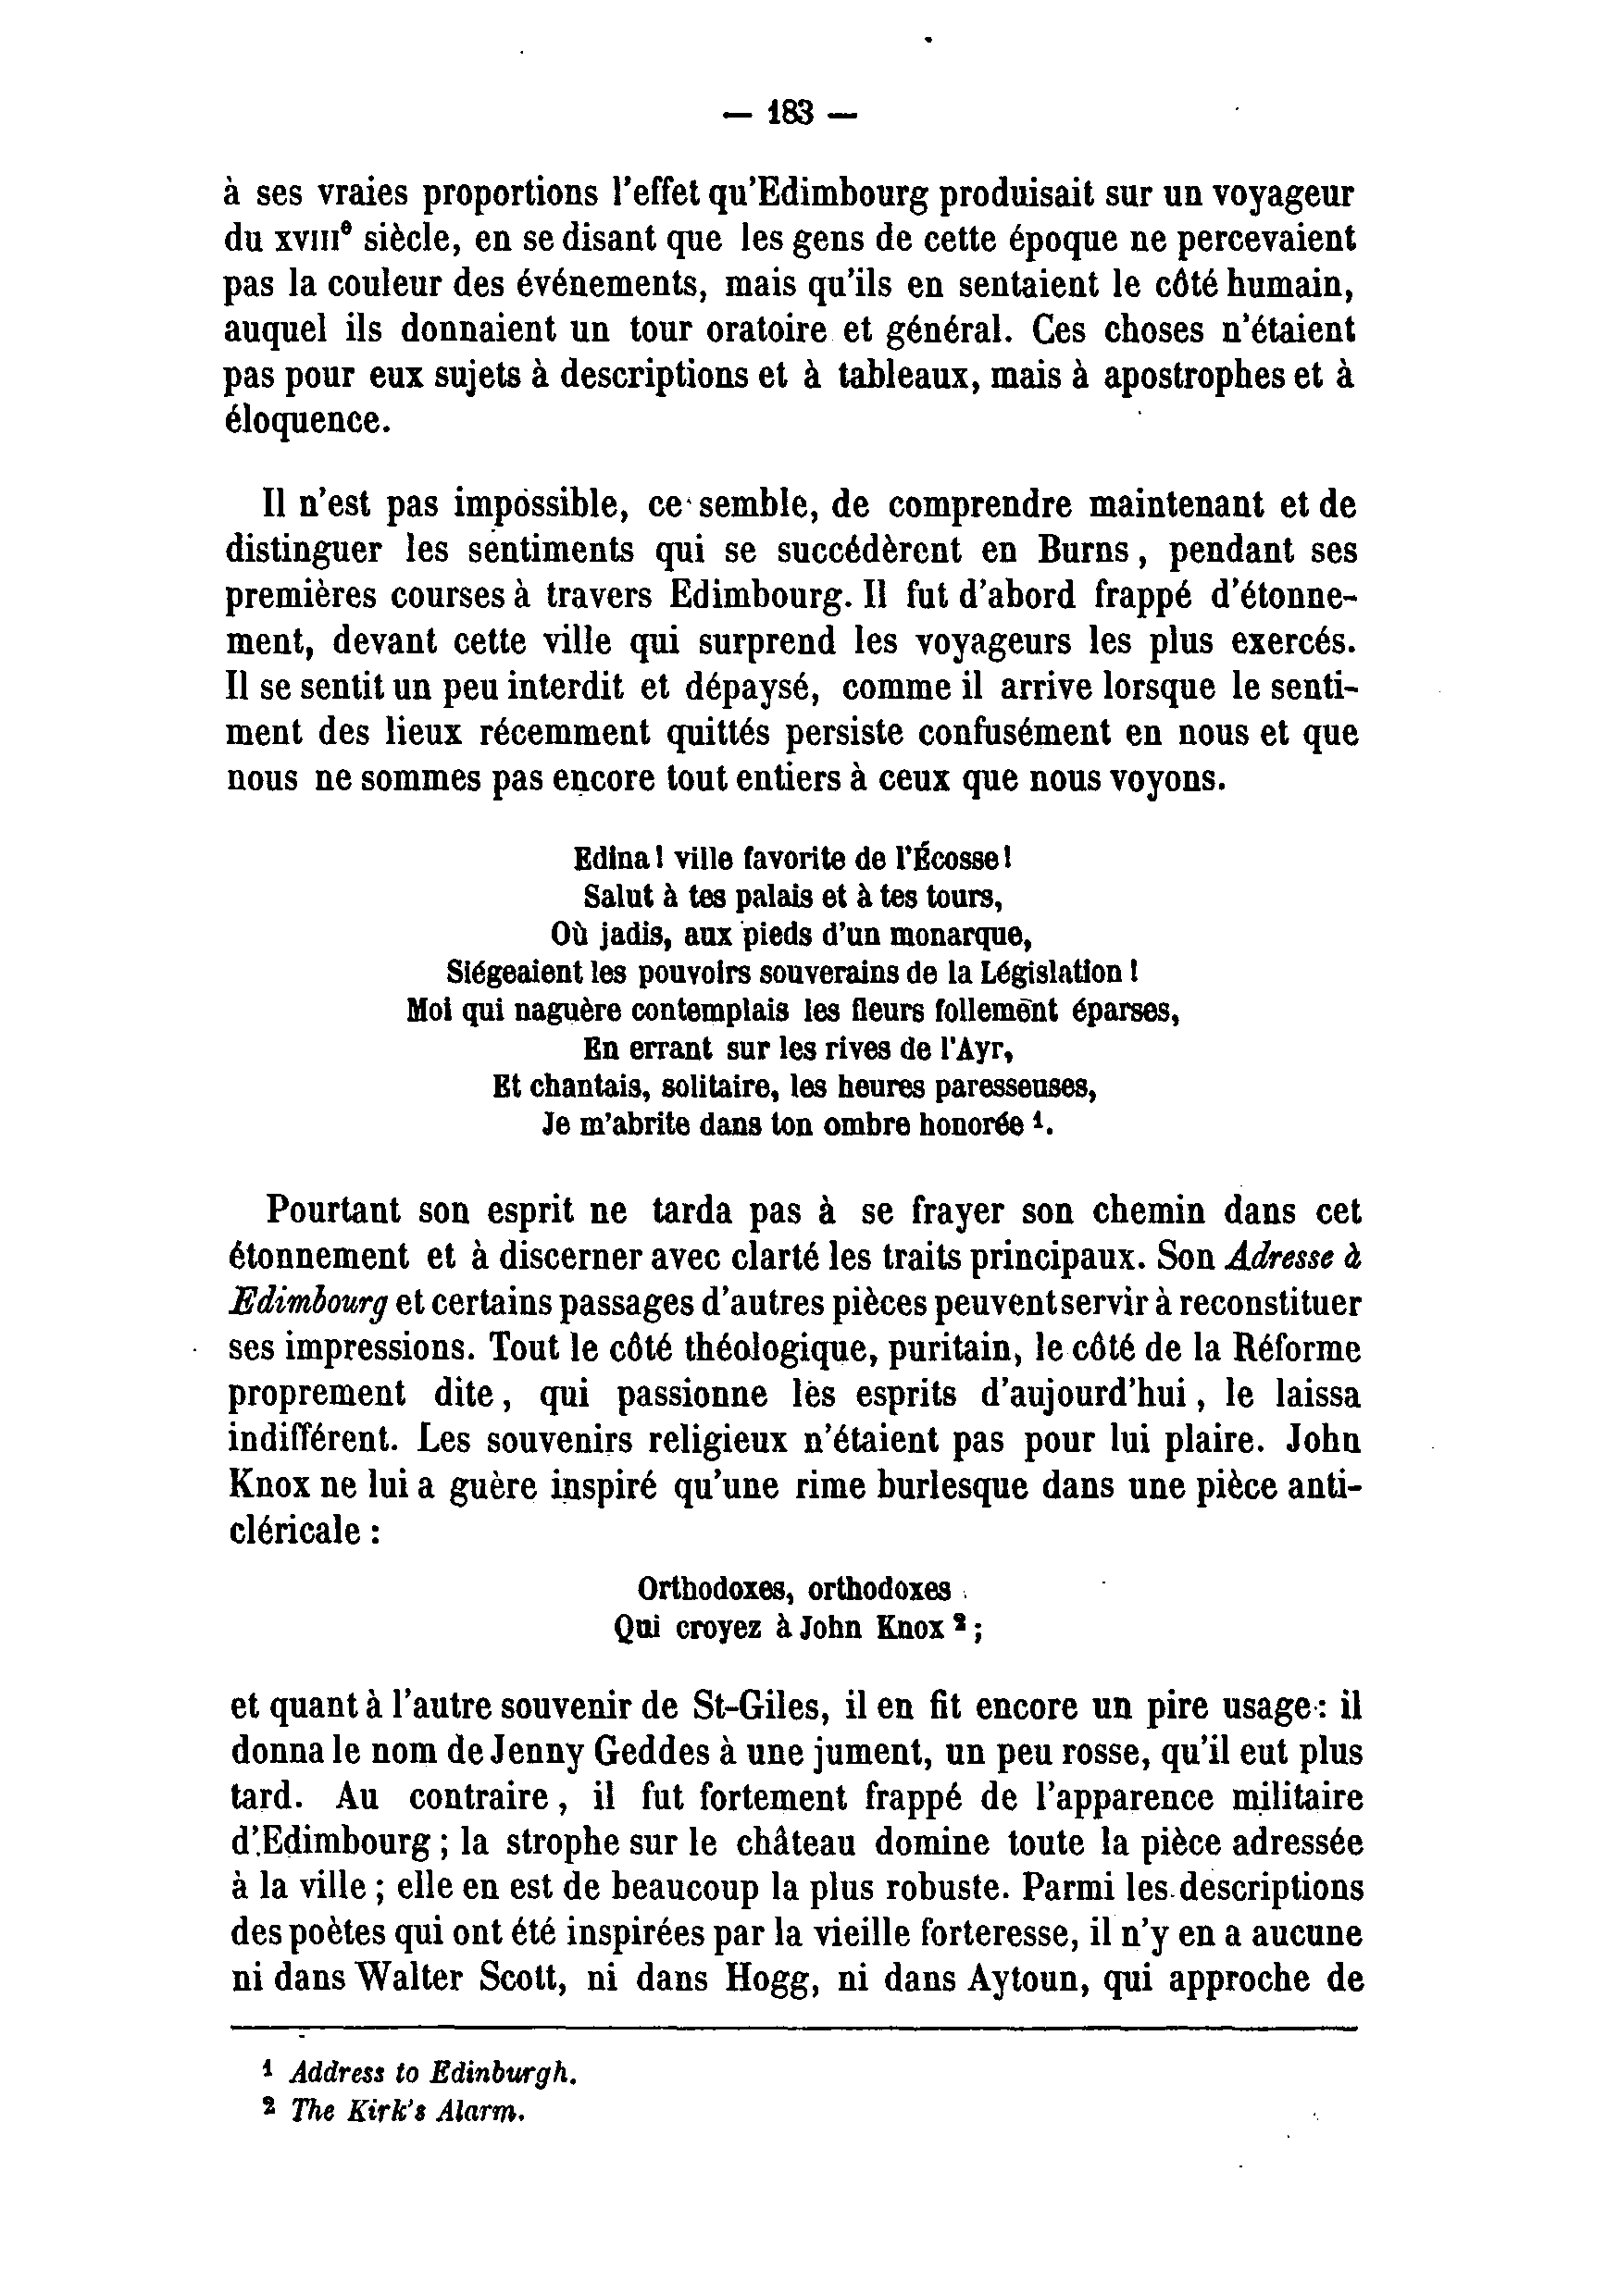 — 183 —
à ses vraies proportions l'effet qu'Edimbourg produisait sur un voyageur
du XVIIIe siècle, en se disant que les gens de cette époque ne percevaient
pas la couleur des événements, mais qu'ils en sentaient le côté humain,
auquel ils donnaient un tour oratoire et général. Ces choses n'étaient
pas pour eux sujets à descriptions et à tableaux, mais à apostrophes et à
éloquence.
Il n'est pas impossible, ce semble, de comprendre maintenant et de
distinguer les sentiments qui se succédèrent en Burns, pendant ses
premières courses à travers Edimbourg. Il fut d'abord frappé d'étonne-
ment, devant cette ville qui surprend les voyageurs les plus exercés.
Il se sentit un peu interdit et dépaysé, comme il arrive lorsque le senti-
ment des lieux récemment quittés persiste confusément en nous et que
nous ne sommes pas encore tout entiers à ceux que nous voyons.
Edina ! ville favorite de l'Écosse !
Salut à tes palais et à tes tours,
Où jadis, aux pieds d'un monarque,
Siégeaient les pouvoirs souverains de la Législation !
Moi qui naguère contemplais les fleurs follement éparses,
En errant sur les rives de l'Ayr,
Et chantais, solitaire, les heures paresseuses,
Je m'abrite dans ton ombre honorée 1.
Pourtant son esprit ne tarda pas à se frayer son chemin dans cet
étonnement et à discerner avec clarté les traits principaux. Son Adresse à
Edimbourg et certains passages d'autres pièces peuvent servir à reconstituer
ses impressions. Tout le côté théologique, puritain, le côté de la Réforme
proprement dite, qui passionne les esprits d'aujourd'hui, le laissa
indifférent. Les souvenirs religieux n'étaient pas pour lui plaire. John
Knox ne lui a guère inspiré qu'une rime burlesque dans une pièce anti-
cléricale :
Orthodoxes, orthodoxes
Qui croyez à John Knox 2 ;
et quant à l'autre souvenir de St-Giles, il en fit encore un pire usage : il
donna le nom de Jenny Geddes à une jument, un peu rosse, qu'il eut plus
tard. Au contraire, il fut fortement frappé de l'apparence militaire
d'Edimbourg ; la strophe sur le château domine toute la pièce adressée
à la ville ; elle en est de beaucoup la plus robuste. Parmi les descriptions
des poètes qui ont été inspirées par la vieille forteresse, il n'y en a aucune
ni dans Walter Scott, ni dans Hogg, ni dans Aytoun, qui approche de
1 Address to Edinburgh.
2 The Kirk's Alarm.